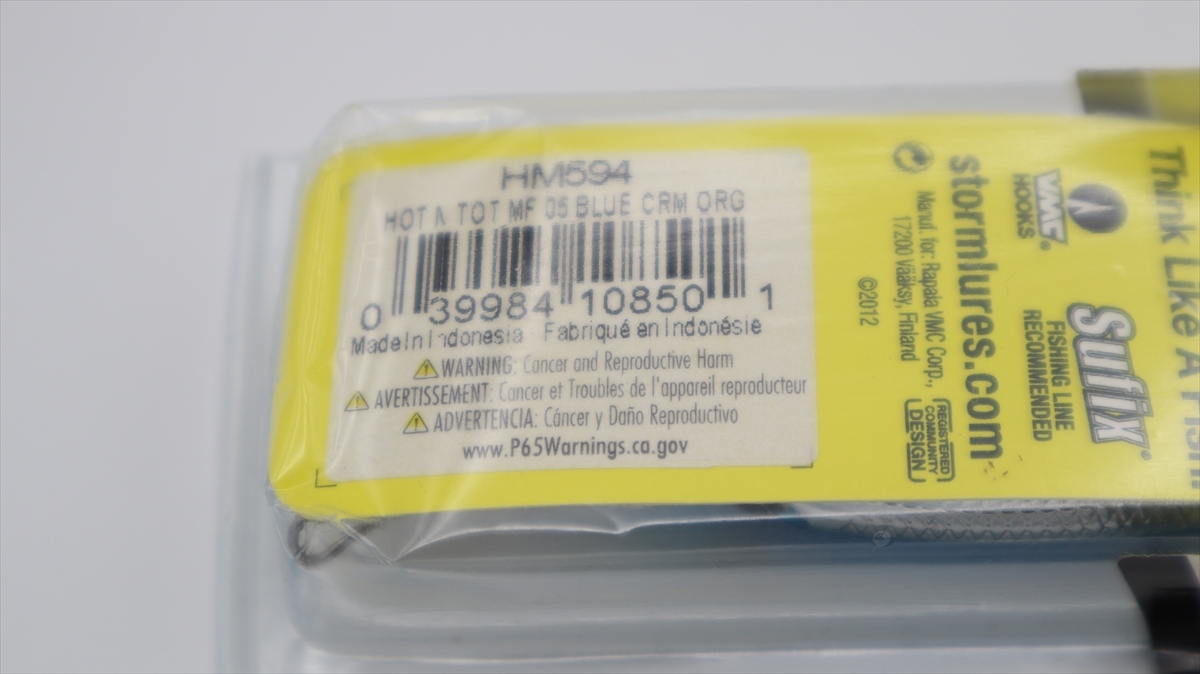 HM594
HOT N TOT MF 05 BLUE CRM ORG
0 39984 10850 1
Made in Indonesia Fabriqué en Indonésie
WARNING: Cancer and Reproductive Harm
AVERTISSEMENT: Cancer et Troubles de l'appareil reproducteur
ADVERTENCIA: Cáncer y Daño Reproductivo
www.P65Warnings.ca.gov
Think Like A
VMC®
HOOKS
Sufix®
FISHING LINE
RECOMMENDED
stormlures.com
Manuf. for: Rapala VMC Corp.,
17200 Vääksy, Finland
REGISTERED
COMMUNITY
DESIGN
©2012